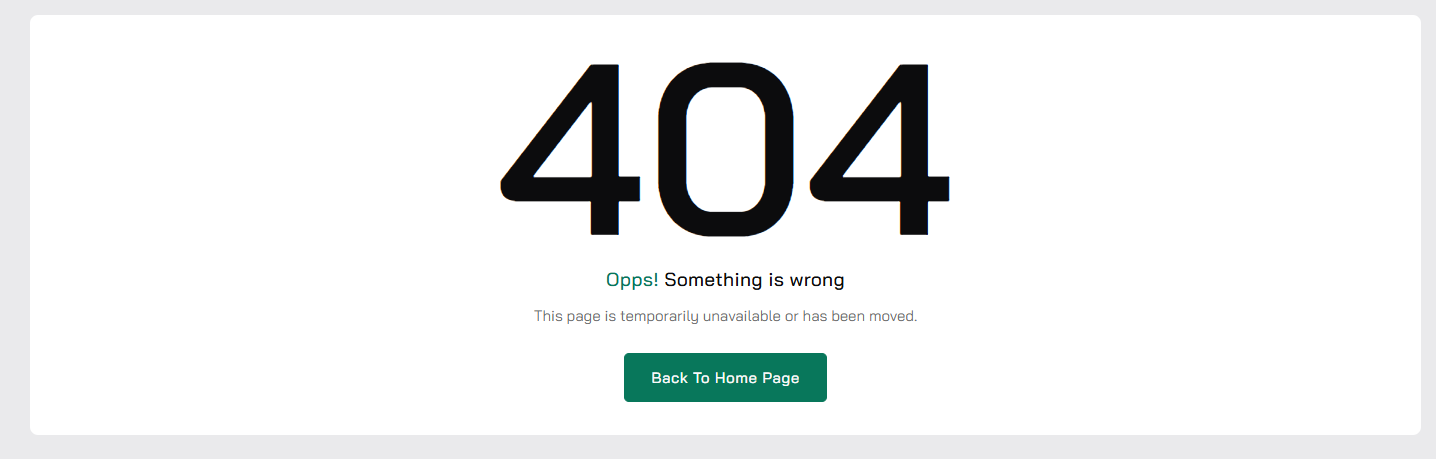 404
Opps! Something is wrong
This page is temporarily unavailable or has been moved.
Back To Home Page